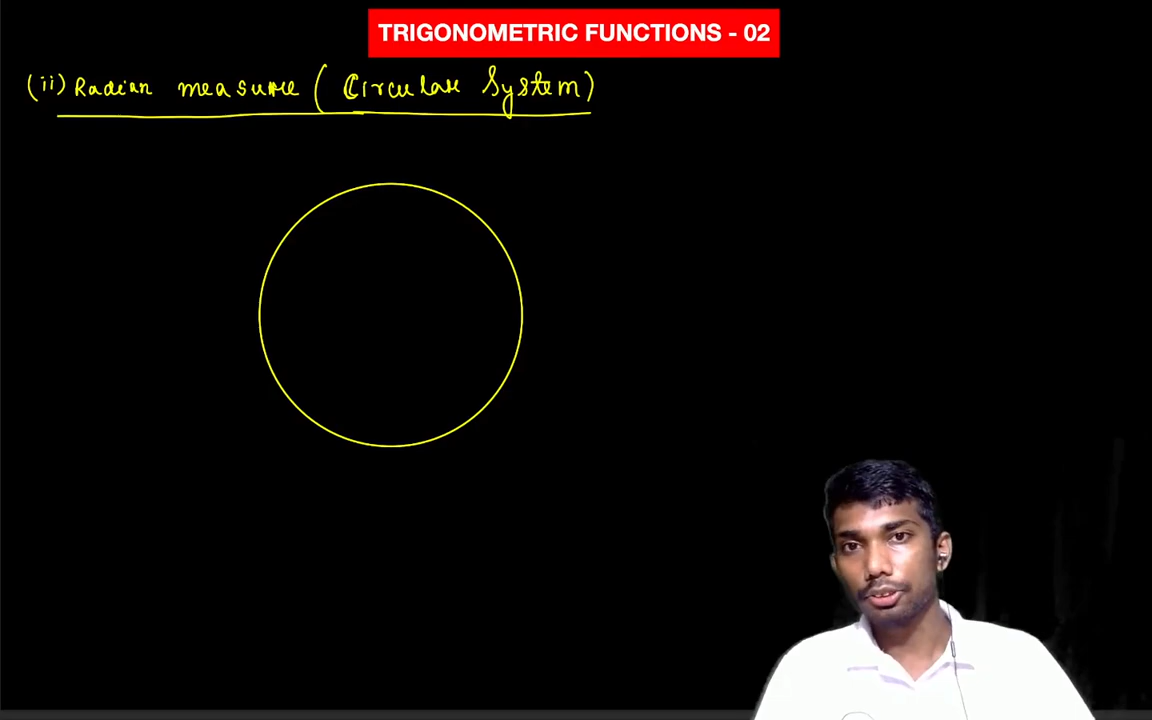 TRIGONOMETRIC FUNCTIONS - 02
(ii) Radian measure (Circular System)